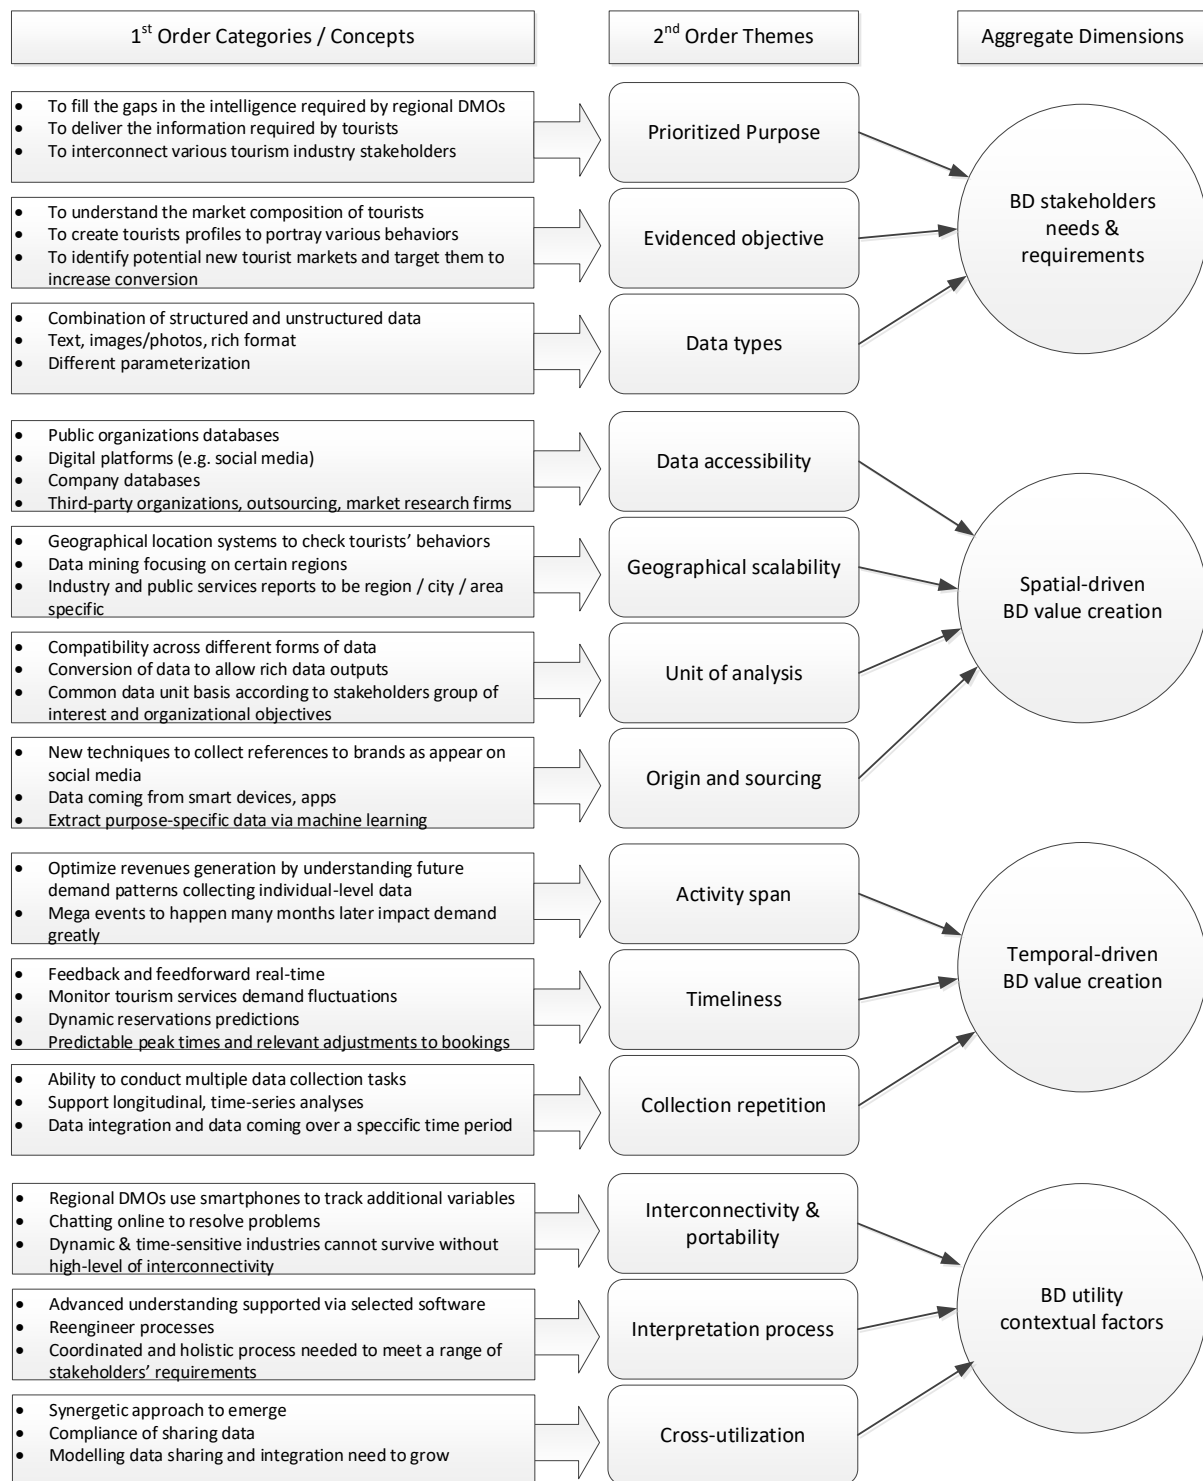 1st Order Categories / Concepts
2nd Order Themes
Aggregate Dimensions
• To fill the gaps in the intelligence required by regional DMOs
• To deliver the information required by tourists
• To interconnect various tourism industry stakeholders
Prioritized Purpose
• To understand the market composition of tourists
• To create tourists profiles to portray various behaviors
• To identify potential new tourist markets and target them to
increase conversion
Evidenced objective
• Combination of structured and unstructured data
• Text, images/photos, rich format
• Different parameterization
Data types
BD stakeholders
needs &
requirements
• Public organizations databases
• Digital platforms (e.g. social media)
• Company databases
• Third-party organizations, outsourcing, market research firms
Data accessibility
• Geographical location systems to check tourists’ behaviors
• Data mining focusing on certain regions
• Industry and public services reports to be region / city / area
specific
Geographical scalability
• Compatibility across different forms of data
• Conversion of data to allow rich data outputs
• Common data unit basis according to stakeholders group of
interest and organizational objectives
Unit of analysis
• New techniques to collect references to brands as appear on
social media
• Data coming from smart devices, apps
• Extract purpose-specific data via machine learning
Origin and sourcing
Spatial-driven
BD value creation
• Optimize revenues generation by understanding future
demand patterns collecting individual-level data
• Mega events to happen many months later impact demand
greatly
Activity span
• Feedback and feedforward real-time
• Monitor tourism services demand fluctuations
• Dynamic reservations predictions
• Predictable peak times and relevant adjustments to bookings
Timeliness
• Ability to conduct multiple data collection tasks
• Support longitudinal, time-series analyses
• Data integration and data coming over a speccific time period
Collection repetition
Temporal-driven
BD value creation
• Regional DMOs use smartphones to track additional variables
• Chatting online to resolve problems
• Dynamic & time-sensitive industries cannot survive without
high-level of interconnectivity
Interconnectivity &
portability
• Advanced understanding supported via selected software
• Reengineer processes
• Coordinated and holistic process needed to meet a range of
stakeholders’ requirements
Interpretation process
• Synergetic approach to emerge
• Compliance of sharing data
• Modelling data sharing and integration need to grow
Cross-utilization
BD utility
contextual factors